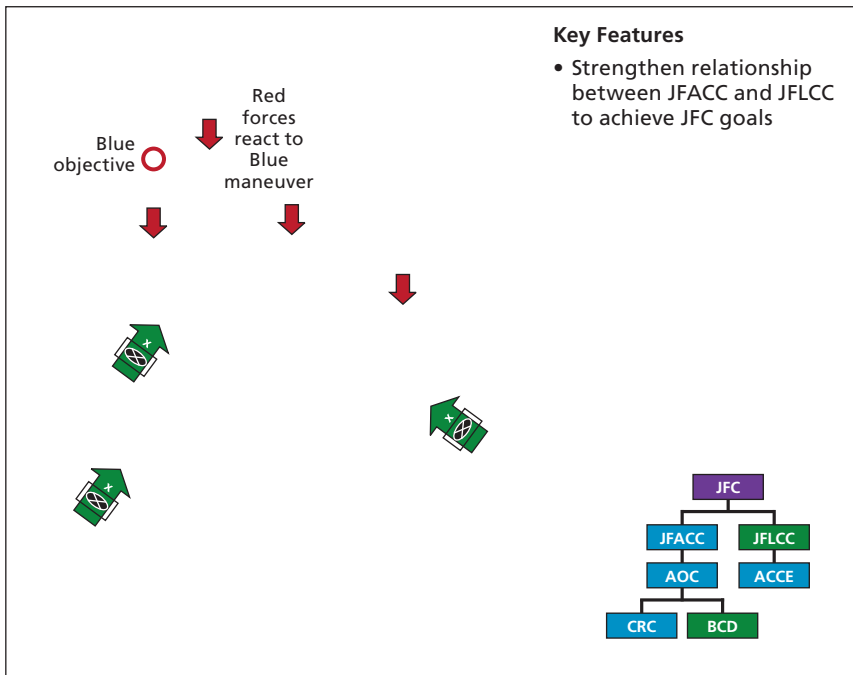 Key Features
• Strengthen relationship
between JFACC and JFLCC
to achieve JFC goals
Red
forces
react to
Blue
maneuver
Blue
objective
x
x
x
JFC
JFACC
JFLCC
AOC
ACCE
CRC
BCD